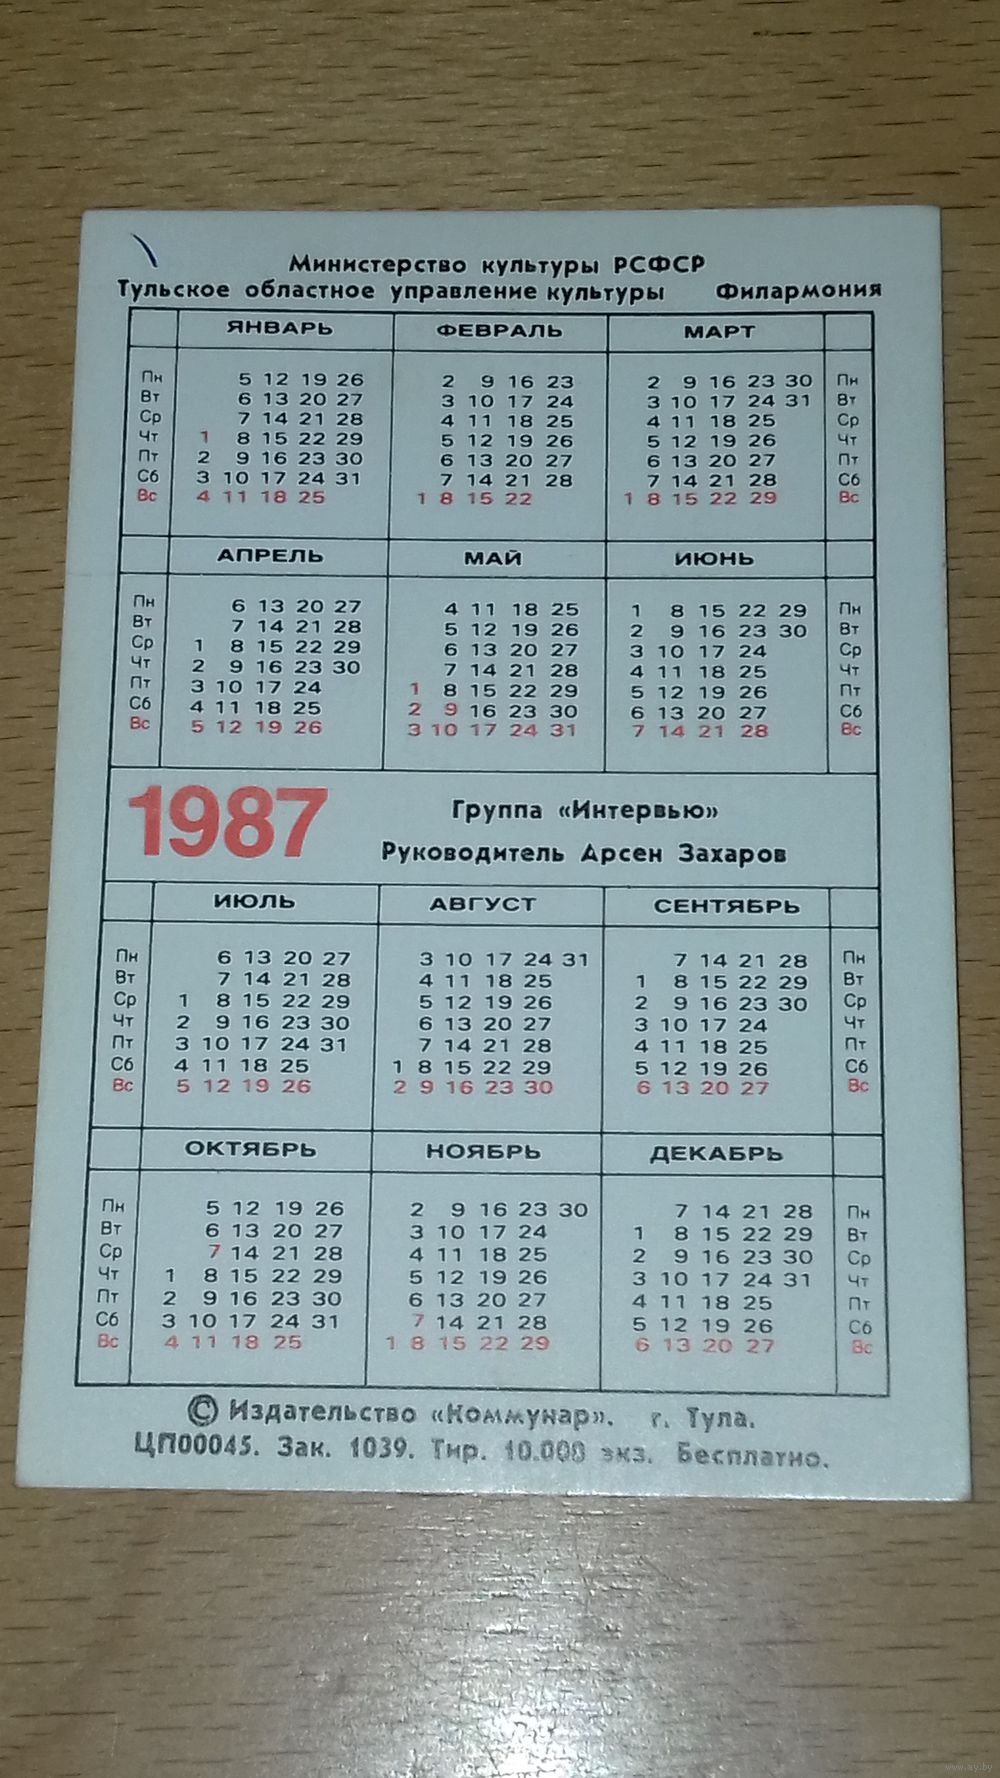 Министерство культуры РСФСР
Тульское областное управление культуры Филармония
ЯНВАРЬ ФЕВРАЛЬ МАРТ
Пн 5 12 19 26 2 9 16 23 2 9 16 23 30 Пн
Вт 6 13 20 27 3 10 17 24 3 10 17 24 31 Вт
Ср 7 14 21 28 4 11 18 25 4 11 18 25 Ср
Чт 1 8 15 22 29 5 12 19 26 5 12 19 26 Чт
Пт 2 9 16 23 30 6 13 20 27 6 13 20 27 Пт
Сб 3 10 17 24 31 7 14 21 28 7 14 21 28 Сб
Вс 4 11 18 25 1 8 15 22 1 8 15 22 29 Вс
АПРЕЛЬ МАЙ ИЮНЬ
Пн 6 13 20 27 4 11 18 25 1 8 15 22 29 Пн
Вт 7 14 21 28 5 12 19 26 2 9 16 23 30 Вт
Ср 1 8 15 22 29 6 13 20 27 3 10 17 24 Ср
Чт 2 9 16 23 30 7 14 21 28 4 11 18 25 Чт
Пт 3 10 17 24 1 8 15 22 29 5 12 19 26 Пт
Сб 4 11 18 25 2 9 16 23 30 6 13 20 27 Сб
Вс 5 12 19 26 3 10 17 24 31 7 14 21 28 Вс
1987
Группа «Интервью»
Руководитель Арсен Захаров
ИЮЛЬ АВГУСТ СЕНТЯБРЬ
Пн 6 13 20 27 3 10 17 24 31 7 14 21 28 Пн
Вт 7 14 21 28 4 11 18 25 1 8 15 22 29 Вт
Ср 1 8 15 22 29 5 12 19 26 2 9 16 23 30 Ср
Чт 2 9 16 23 30 6 13 20 27 3 10 17 24 Чт
Пт 3 10 17 24 31 7 14 21 28 4 11 18 25 Пт
Сб 4 11 18 25 1 8 15 22 29 5 12 19 26 Сб
Вс 5 12 19 26 2 9 16 23 30 6 13 20 27 Вс
ОКТЯБРЬ НОЯБРЬ ДЕКАБРЬ
Пн 5 12 19 26 2 9 16 23 30 7 14 21 28 Пн
Вт 6 13 20 27 3 10 17 24 1 8 15 22 29 Вт
Ср 7 14 21 28 4 11 18 25 2 9 16 23 30 Ср
Чт 1 8 15 22 29 5 12 19 26 3 10 17 24 31 Чт
Пт 2 9 16 23 30 6 13 20 27 4 11 18 25 Пт
Сб 3 10 17 24 31 7 14 21 28 5 12 19 26 Сб
Вс 4 11 18 25 1 8 15 22 29 6 13 20 27 Вс
© Издательство «Коммунар». г. Тула.
ЦП00045. Зак. 1039. Тир. 10.000 экз. Бесплатно.
www.ay.by